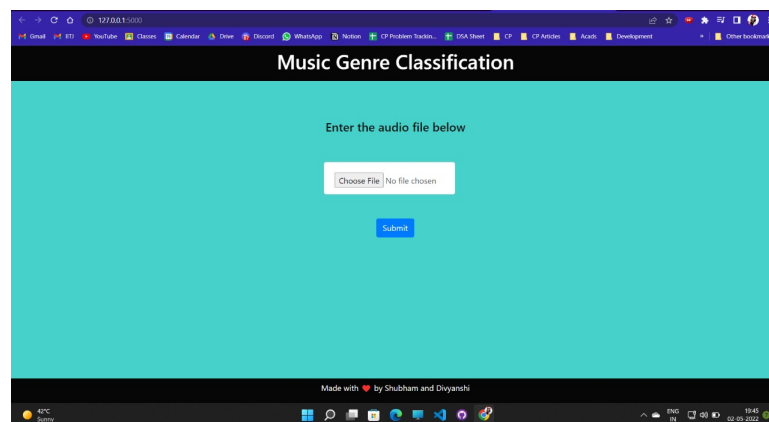 127.0.0.1:5000
Gmail IITJ YouTube Classes Calendar Drive Discord WhatsApp Notion CP Problem Trackin... DSA Sheet CP CP Articles Acads Development » Other bookmark
Music Genre Classification
Enter the audio file below
Choose File No file chosen
Submit
Made with ❤ by Shubham and Divyanshi
42°C
Sunny
ENG
IN
19:45
02-05-2022